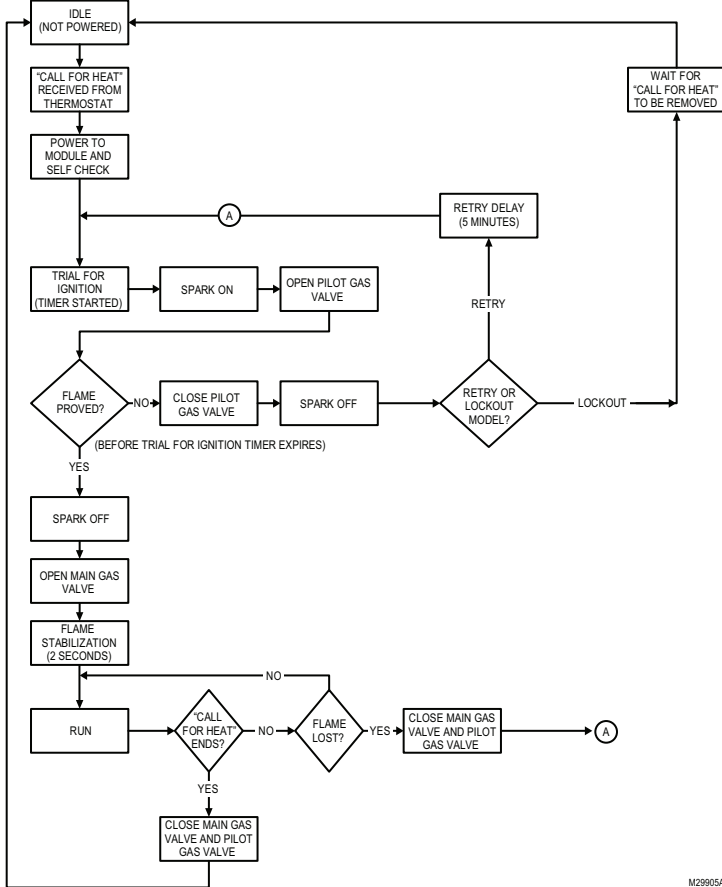 IDLE
(NOT POWERED)
“CALL FOR HEAT”
RECEIVED FROM
THERMOSTAT
WAIT FOR
“CALL FOR HEAT”
TO BE REMOVED
POWER TO
MODULE AND
SELF CHECK
A
RETRY DELAY
(5 MINUTES)
TRIAL FOR
IGNITION
(TIMER STARTED)
SPARK ON
OPEN PILOT GAS
VALVE
RETRY
FLAME
PROVED?
NO
CLOSE PILOT
GAS VALVE
SPARK OFF
RETRY OR
LOCKOUT
MODEL?
LOCKOUT
(BEFORE TRIAL FOR IGNITION TIMER EXPIRES)
YES
SPARK OFF
OPEN MAIN GAS
VALVE
FLAME
STABILIZATION
(2 SECONDS)
NO
RUN
“CALL
FOR HEAT”
ENDS?
NO
FLAME
LOST?
YES
CLOSE MAIN GAS
VALVE AND PILOT
GAS VALVE
A
YES
CLOSE MAIN GAS
VALVE AND PILOT
GAS VALVE
M29905A